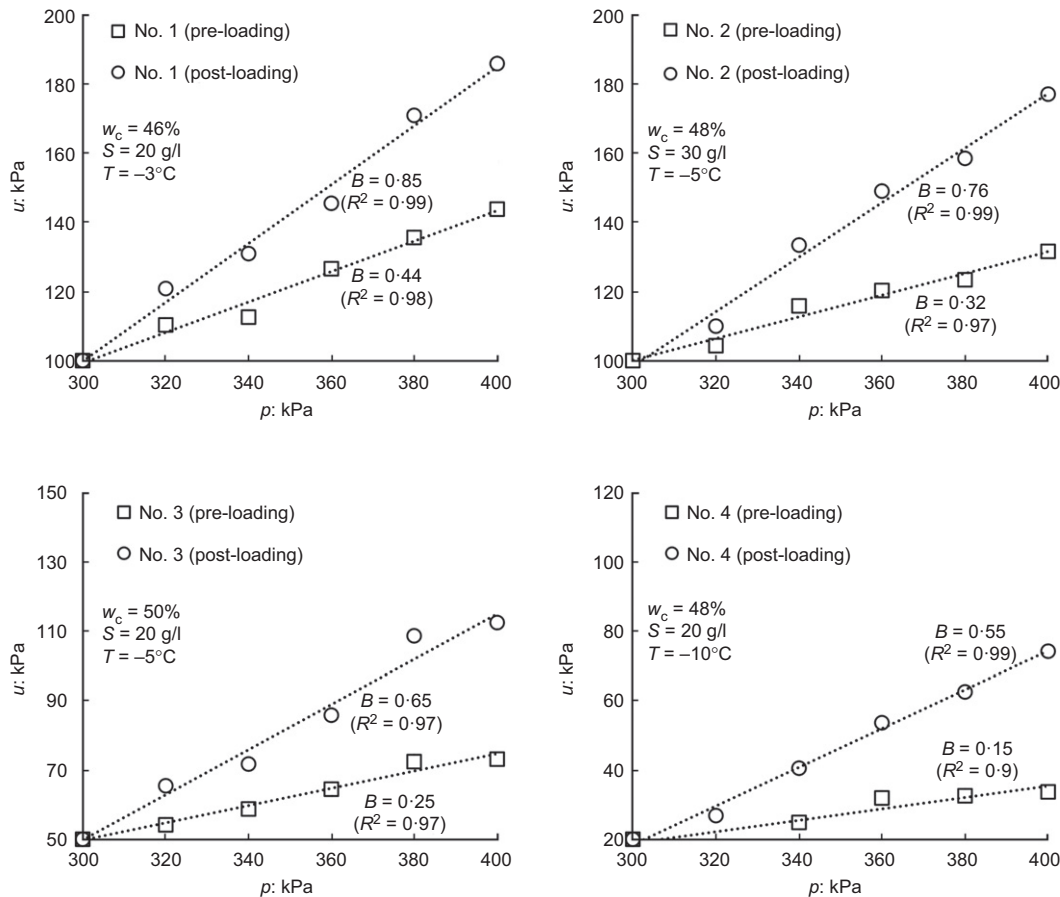 No. 1 (pre-loading)
No. 1 (post-loading)
w_c = 46%
S = 20 g/l
T = –3°C
B = 0·85
(R² = 0·99)
B = 0·44
(R² = 0·98)
200
180
160
140
120
100
u: kPa
300 320 340 360 380 400
p: kPa
No. 2 (pre-loading)
No. 2 (post-loading)
w_c = 48%
S = 30 g/l
T = –5°C
B = 0·76
(R² = 0·99)
B = 0·32
(R² = 0·97)
200
180
160
140
120
100
u: kPa
300 320 340 360 380 400
p: kPa
No. 3 (pre-loading)
No. 3 (post-loading)
w_c = 50%
S = 20 g/l
T = –5°C
B = 0·65
(R² = 0·97)
B = 0·25
(R² = 0·97)
150
130
110
90
70
50
u: kPa
300 320 340 360 380 400
p: kPa
No. 4 (pre-loading)
No. 4 (post-loading)
w_c = 48%
S = 20 g/l
T = –10°C
B = 0·55
(R² = 0·99)
B = 0·15
(R² = 0·9)
120
100
80
60
40
20
u: kPa
300 320 340 360 380 400
p: kPa